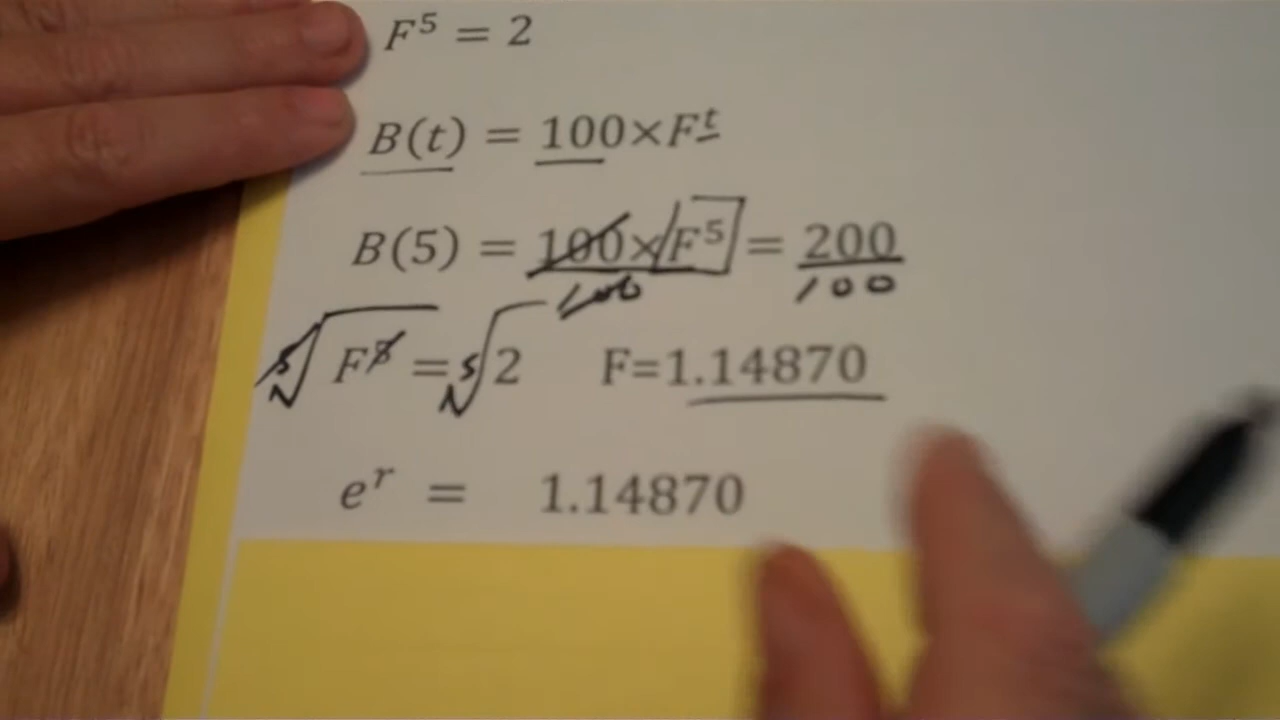 F⁵ = 2
B(t) = 100×Fᵗ
B(5) = 100×F⁵ = 200
100 100
⁵√F⁵ = ⁵√2 F=1.14870
eʳ = 1.14870